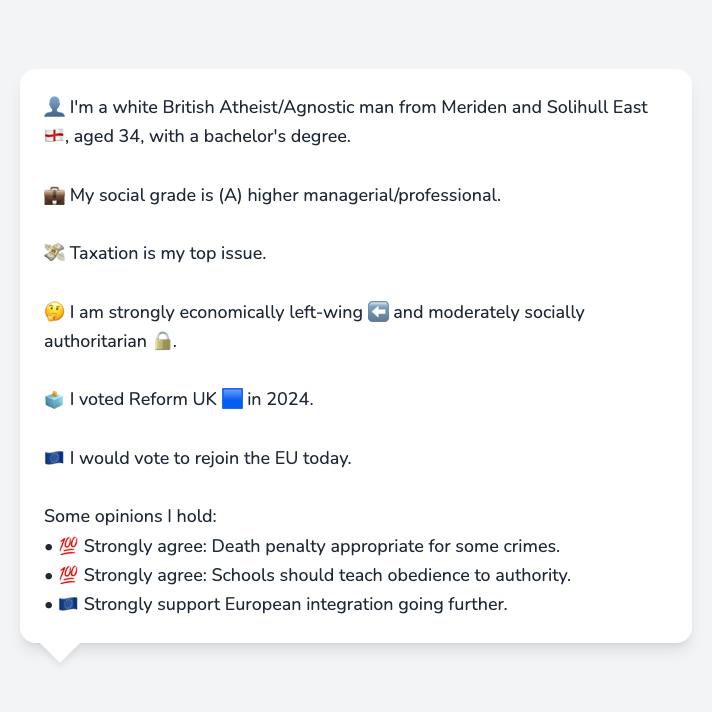 👤 I'm a white British Atheist/Agnostic man from Meriden and Solihull East
🏴󠁧󠁢󠁥󠁮󠁧󠁿, aged 34, with a bachelor's degree.
💼 My social grade is (A) higher managerial/professional.
💸 Taxation is my top issue.
🤔 I am strongly economically left-wing ⬅️ and moderately socially
authoritarian 🔒.
🗳️ I voted Reform UK 🟦 in 2024.
🇪🇺 I would vote to rejoin the EU today.
Some opinions I hold:
• 💯 Strongly agree: Death penalty appropriate for some crimes.
• 💯 Strongly agree: Schools should teach obedience to authority.
• 🇪🇺 Strongly support European integration going further.